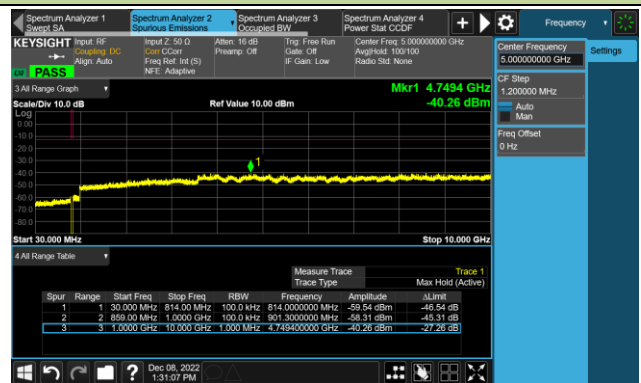 Spectrum Analyzer 1
Swept SA
Spectrum Analyzer 2
Spurious Emissions
Spectrum Analyzer 3
Occupied BW
Spectrum Analyzer 4
Power Stat CCDF
Frequency
KEYSIGHT
Input: RF
Coupling: DC
Align: Auto
Input Z: 50 Ω
Corr CCorr
Freq Ref: Int (S)
NFE: Adaptive
Atten: 16 dB
Preamp: Off
Trig: Free Run
Gate: Off
IF Gain: Low
Center Freq: 5.000000000 GHz
Avg|Hold: 100/100
Radio Std: None
PASS
Center Frequency
5.000000000 GHz
Settings
CF Step
1.200000 MHz
Auto
Man
Freq Offset
0 Hz
3 All Range Graph
Scale/Div 10.0 dB
Ref Value 10.00 dBm
Mkr1 4.7494 GHz
-40.26 dBm
Log
0.00
-10.0
-20.0
-30.0
-40.0
-50.0
-60.0
-70.0
-80.0
1
Start 30.000 MHz
Stop 10.000 GHz
4 All Range Table
Measure Trace Trace 1
Trace Type Max Hold (Active)
Spur Range Start Freq Stop Freq RBW Frequency Amplitude ΔLimit
1 1 30.000 MHz 814.00 MHz 100.0 kHz 814.0000000 MHz -59.54 dBm -46.54 dB
2 2 859.00 MHz 1.0000 GHz 100.0 kHz 901.3000000 MHz -58.31 dBm -45.31 dB
3 3 1.0000 GHz 10.000 GHz 1.000 MHz 4.749400000 GHz -40.26 dBm -27.26 dB
Dec 08, 2022
1:31:07 PM